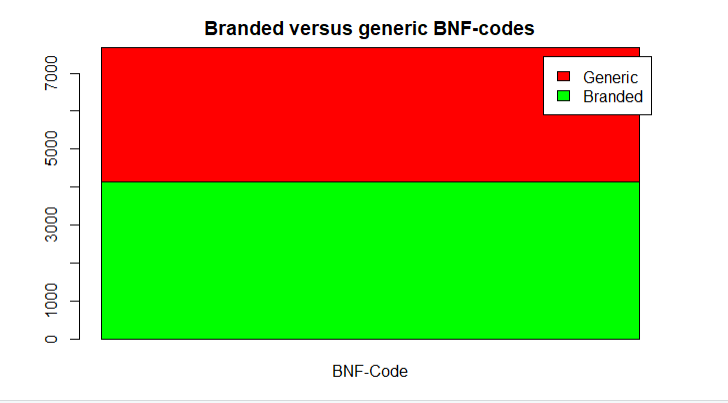 Branded versus generic BNF-codes
7000
5000
3000
1000
0
Generic
Branded
BNF-Code